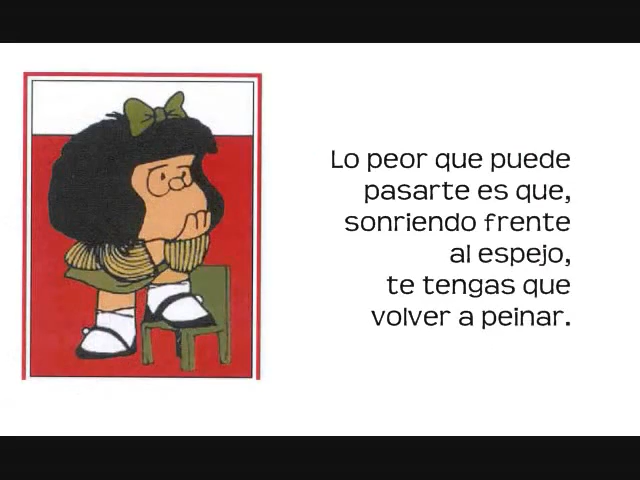 Lo peor que puede
pasarte es que,
sonriendo frente
al espejo,
te tengas que
volver a peinar.